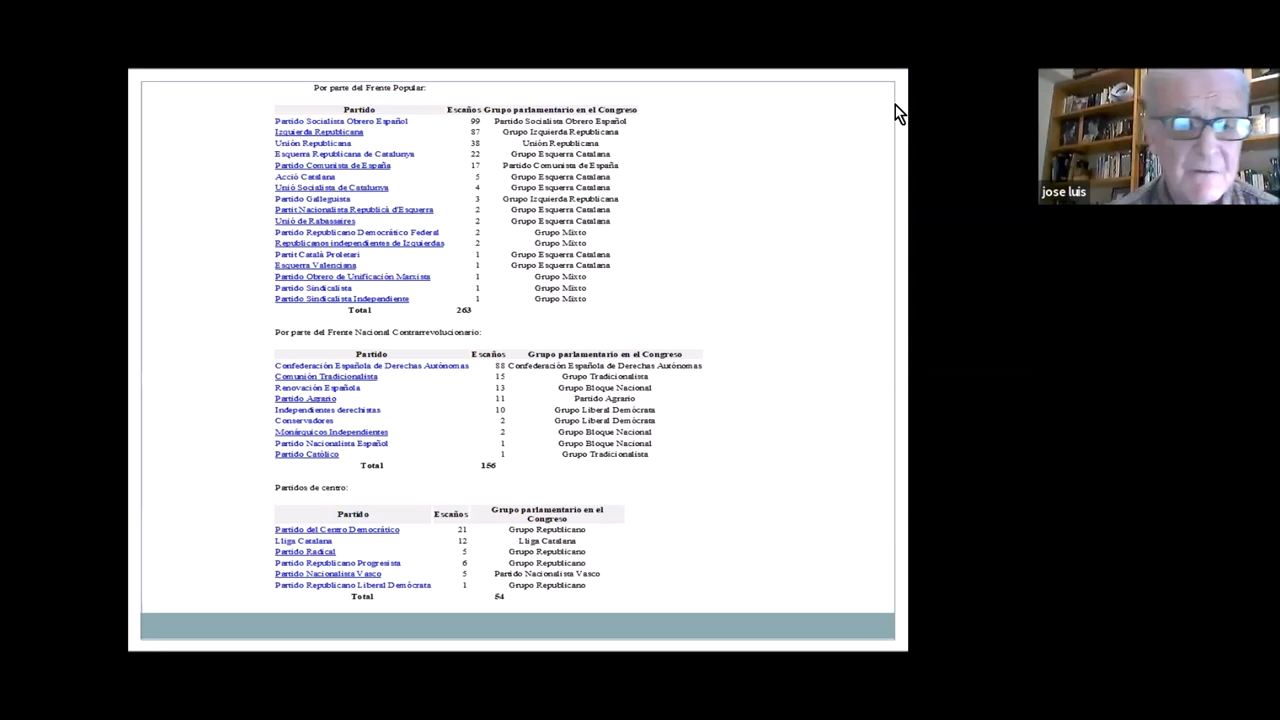 Por parte del Frente Popular:
Partido Escaños Grupo parlamentario en el Congreso
Partido Socialista Obrero Español 99 Partido Socialista Obrero Español
Izquierda Republicana 87 Grupo Izquierda Republicana
Unión Republicana 38 Unión Republicana
Esquerra Republicana de Catalunya 22 Grupo Esquerra Catalana
Partido Comunista de España 17 Partido Comunista de España
Acció Catalana 5 Grupo Esquerra Catalana
Unió Socialista de Catalunya 4 Grupo Esquerra Catalana
Partido Galleguista 3 Grupo Izquierda Republicana
Partit Nacionalista Republicà d'Esquerra 2 Grupo Esquerra Catalana
Unió de Rabassaires 2 Grupo Esquerra Catalana
Partido Republicano Democrático Federal 2 Grupo Mixto
Republicanos independientes de Izquierdas 2 Grupo Mixto
Partit Català Proletari 1 Grupo Esquerra Catalana
Esquerra Valenciana 1 Grupo Esquerra Catalana
Partido Obrero de Unificación Marxista 1 Grupo Mixto
Partido Sindicalista 1 Grupo Mixto
Partido Sindicalista Independiente 1 Grupo Mixto
Total 263
Por parte del Frente Nacional Contrarrevolucionario:
Partido Escaños Grupo parlamentario en el Congreso
Confederación Española de Derechas Autónomas 88 Confederación Española de Derechas Autónomas
Comunión Tradicionalista 15 Grupo Tradicionalista
Renovación Española 13 Grupo Bloque Nacional
Partido Agrario 11 Partido Agrario
Independientes derechistas 10 Grupo Liberal Demócrata
Conservadores 2 Grupo Liberal Demócrata
Monárquicos Independientes 2 Grupo Bloque Nacional
Partido Nacionalista Español 1 Grupo Bloque Nacional
Partido Católico 1 Grupo Tradicionalista
Total 156
Partidos de centro:
Partido Escaños Grupo parlamentario en el
Congreso
Partido del Centro Democrático 21 Grupo Republicano
Lliga Catalana 12 Lliga Catalana
Partido Radical 5 Grupo Republicano
Partido Republicano Progresista 6 Grupo Republicano
Partido Nacionalista Vasco 5 Partido Nacionalista Vasco
Partido Republicano Liberal Demócrata 1 Grupo Republicano
Total 54
jose luis